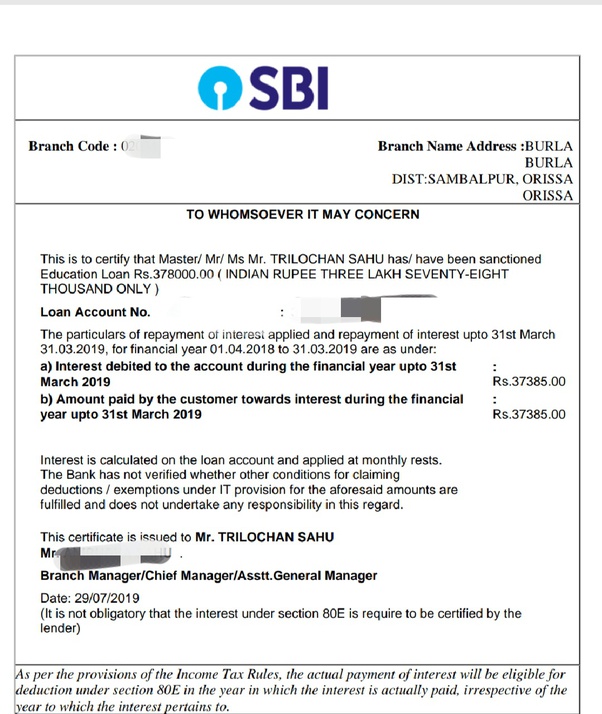 SBI
Branch Code : 02
Branch Name Address :BURLA
BURLA
DIST:SAMBALPUR, ORISSA
ORISSA
TO WHOMSOEVER IT MAY CONCERN
This is to certify that Master/ Mr/ Ms Mr. TRILOCHAN SAHU has/ have been sanctioned
Education Loan Rs.378000.00 ( INDIAN RUPEE THREE LAKH SEVENTY-EIGHT
THOUSAND ONLY )
Loan Account No. :
The particulars of repayment of interest applied and repayment of interest upto 31st March
31.03.2019, for financial year 01.04.2018 to 31.03.2019 are as under:
a) Interest debited to the account during the financial year upto 31st :
March 2019 Rs.37385.00
b) Amount paid by the customer towards interest during the financial :
year upto 31st March 2019 Rs.37385.00
Interest is calculated on the loan account and applied at monthly rests.
The Bank has not verified whether other conditions for claiming
deductions / exemptions under IT provision for the aforesaid amounts are
fulfilled and does not undertake any responsibility in this regard.
This certificate is issued to Mr. TRILOCHAN SAHU
Mr .
Branch Manager/Chief Manager/Asstt.General Manager
Date: 29/07/2019
(It is not obligatory that the interest under section 80E is require to be certified by the
lender)
As per the provisions of the Income Tax Rules, the actual payment of interest will be eligible for
deduction under section 80E in the year in which the interest is actually paid, irrespective of the
year to which the interest pertains to.